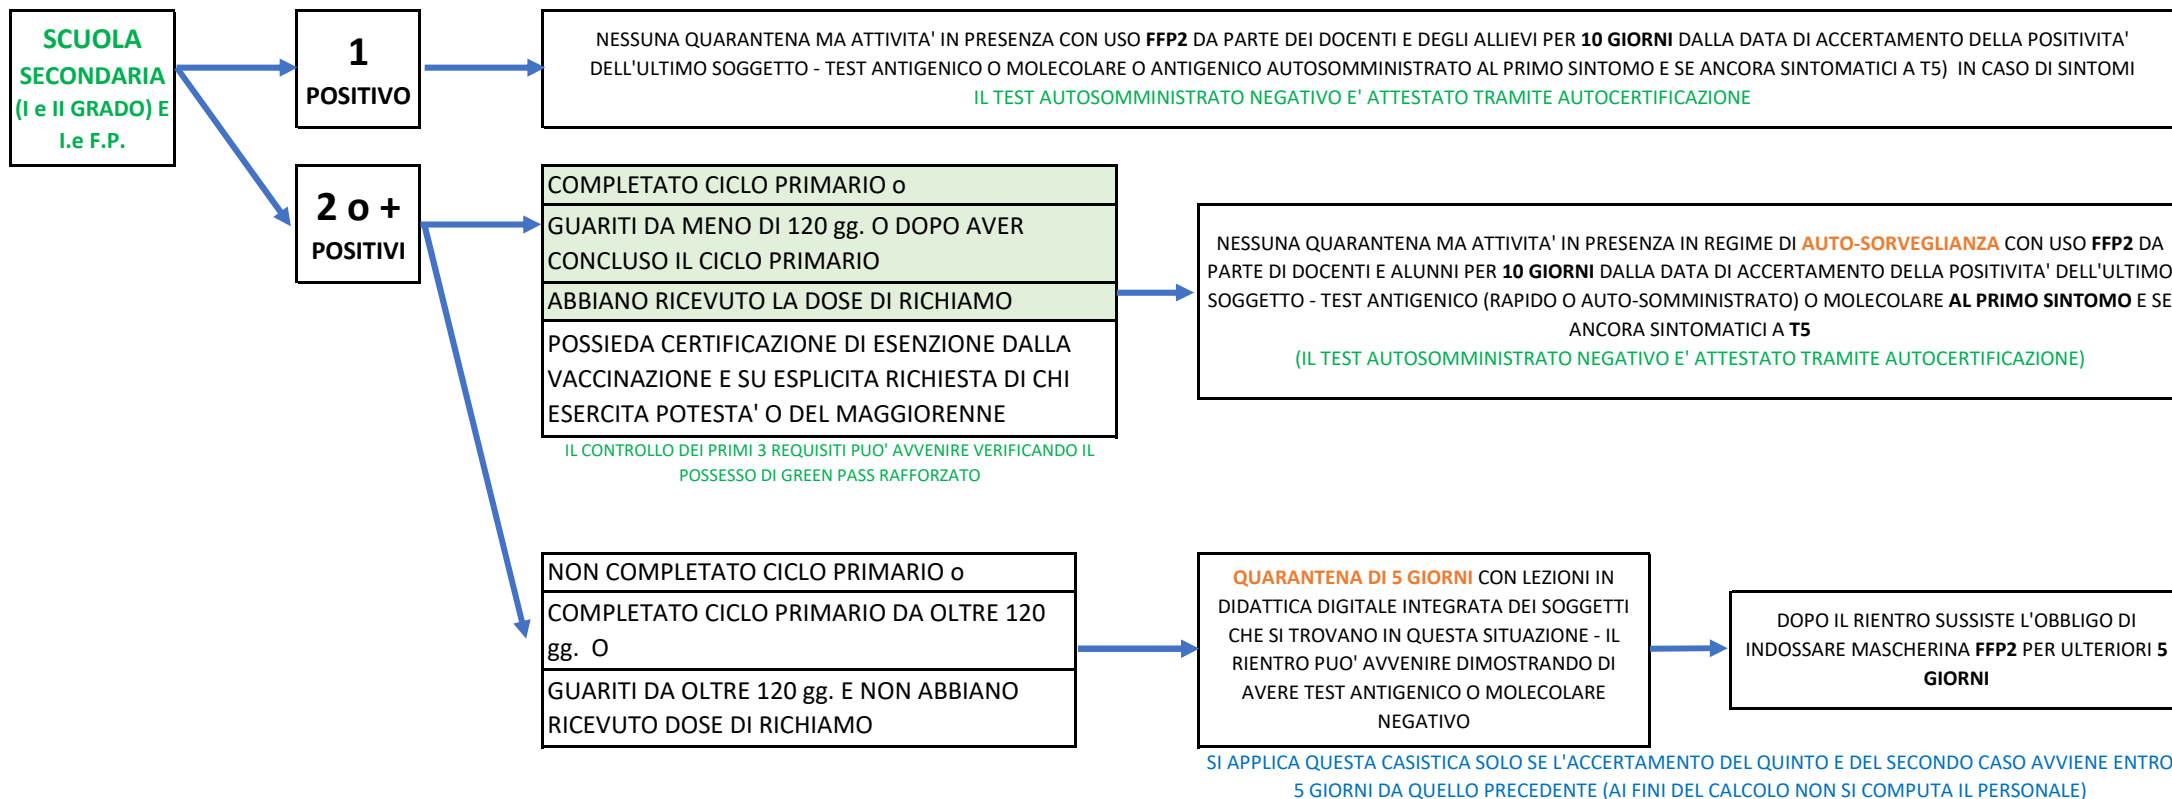 SCUOLA
SECONDARIA
(I e II GRADO) E
I.e F.P.
1
POSITIVO
NESSUNA QUARANTENA MA ATTIVITA' IN PRESENZA CON USO FFP2 DA PARTE DEI DOCENTI E DEGLI ALLIEVI PER 10 GIORNI DALLA DATA DI ACCERTAMENTO DELLA POSITIVITA'
DELL'ULTIMO SOGGETTO - TEST ANTIGENICO O MOLECOLARE O ANTIGENICO AUTOSOMMINISTRATO AL PRIMO SINTOMO E SE ANCORA SINTOMATICI A T5) IN CASO DI SINTOMI
IL TEST AUTOSOMMINISTRATO NEGATIVO E' ATTESTATO TRAMITE AUTOCERTIFICAZIONE
2 o +
POSITIVI
COMPLETATO CICLO PRIMARIO o
GUARITI DA MENO DI 120 gg. O DOPO AVER
CONCLUSO IL CICLO PRIMARIO
ABBIANO RICEVUTO LA DOSE DI RICHIAMO
POSSIEDA CERTIFICAZIONE DI ESENZIONE DALLA
VACCINAZIONE E SU ESPLICITA RICHIESTA DI CHI
ESERCITA POTESTA' O DEL MAGGIORENNE
IL CONTROLLO DEI PRIMI 3 REQUISITI PUO' AVVENIRE VERIFICANDO IL
POSSESSO DI GREEN PASS RAFFORZATO
NESSUNA QUARANTENA MA ATTIVITA' IN PRESENZA IN REGIME DI AUTO-SORVEGLIANZA CON USO FFP2 DA
PARTE DI DOCENTI E ALUNNI PER 10 GIORNI DALLA DATA DI ACCERTAMENTO DELLA POSITIVITA' DELL'ULTIMO
SOGGETTO - TEST ANTIGENICO (RAPIDO O AUTO-SOMMINISTRATO) O MOLECOLARE AL PRIMO SINTOMO E SE
ANCORA SINTOMATICI A T5
(IL TEST AUTOSOMMINISTRATO NEGATIVO E' ATTESTATO TRAMITE AUTOCERTIFICAZIONE)
NON COMPLETATO CICLO PRIMARIO o
COMPLETATO CICLO PRIMARIO DA OLTRE 120
gg. O
GUARITI DA OLTRE 120 gg. E NON ABBIANO
RICEVUTO DOSE DI RICHIAMO
QUARANTENA DI 5 GIORNI CON LEZIONI IN
DIDATTICA DIGITALE INTEGRATA DEI SOGGETTI
CHE SI TROVANO IN QUESTA SITUAZIONE - IL
RIENTRO PUO' AVVENIRE DIMOSTRANDO DI
AVERE TEST ANTIGENICO O MOLECOLARE
NEGATIVO
DOPO IL RIENTRO SUSSISTE L'OBBLIGO DI
INDOSSARE MASCHERINA FFP2 PER ULTERIORI 5
GIORNI
SI APPLICA QUESTA CASISTICA SOLO SE L'ACCERTAMENTO DEL QUINTO E DEL SECONDO CASO AVVIENE ENTRO
5 GIORNI DA QUELLO PRECEDENTE (AI FINI DEL CALCOLO NON SI COMPUTA IL PERSONALE)